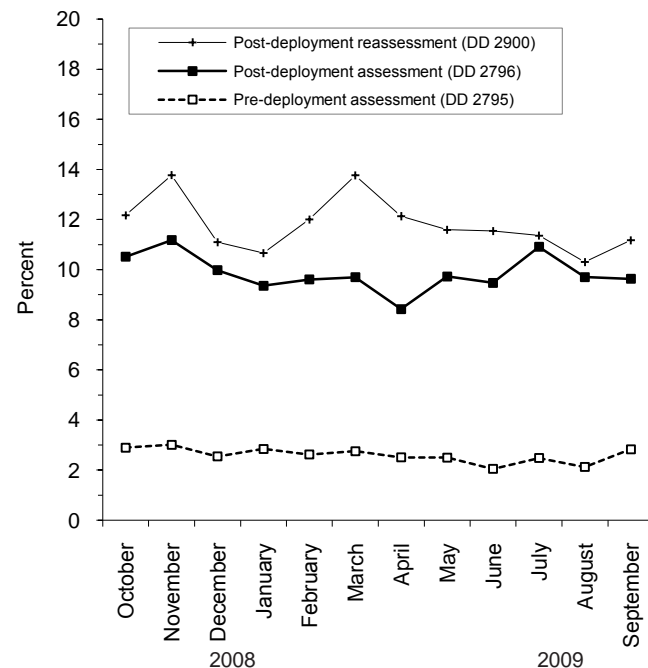 20
18
16
14
12
10
8
6
4
2
0
Percent
Post-deployment reassessment (DD 2900)
Post-deployment assessment (DD 2796)
Pre-deployment assessment (DD 2795)
October
November
December
January
February
March
April
May
June
July
August
September
2008
2009